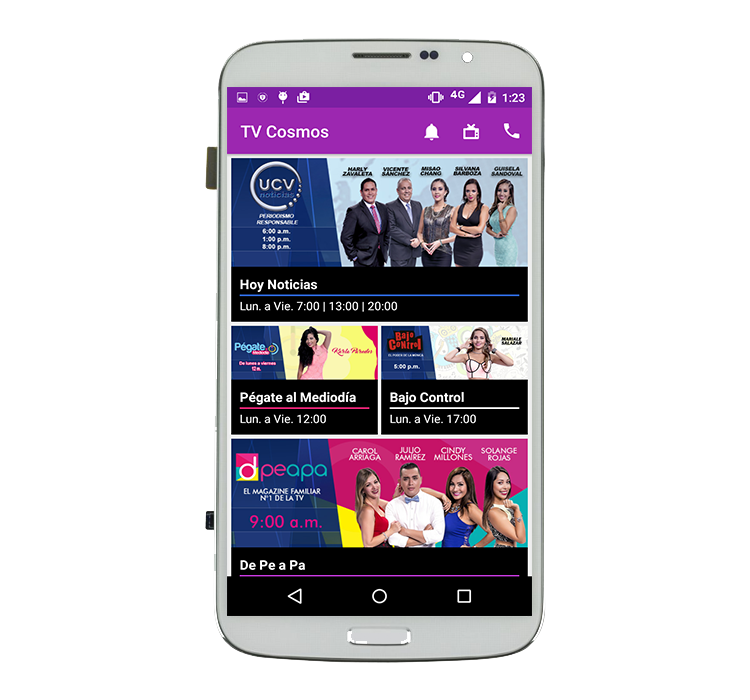 4G 1:23
TV Cosmos
UCV
noticias
PERIODISMO
RESPONSABLE
6:00 a.m.
1:00 p.m.
8:00 p.m.
HARLY
ZAVALETA
VICENTE
SÁNCHEZ
MISAO
CHANG
SILVANA
BARBOZA
GUISELA
SANDOVAL
Hoy Noticias
Lun. a Vie. 7:00 | 13:00 | 20:00
Pégate
Mediodía
De lunes a viernes
12 m.
Karla Paredes
Pégate al Mediodía
Lun. a Vie. 12:00
Bajo
Control
EL PODER DE LA MÚSICA
5:00 p.m.
MARIALE
SALAZAR
Bajo Control
Lun. a Vie. 17:00
dpeapa
EL MAGAZINE FAMILIAR
Nº1 DE LA TV
9:00 a.m.
CAROL
ARRIAGA
JULIO
RAMÍREZ
CINDY
MILLONES
SOLANGE
ROJAS
De Pe a Pa